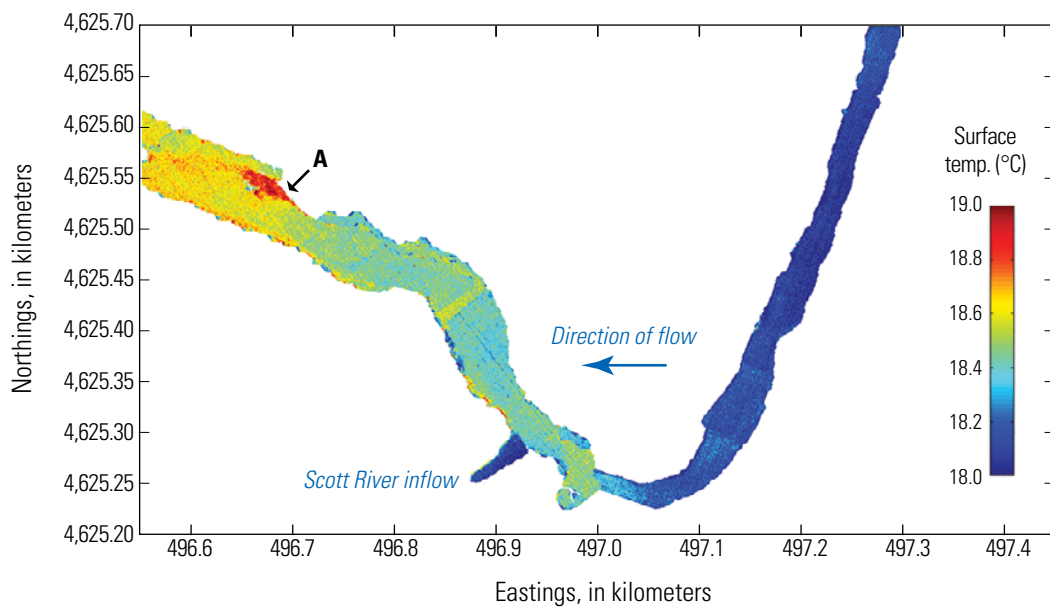 Northings, in kilometers
4,625.70
4,625.65
4,625.60
4,625.55
4,625.50
4,625.45
4,625.40
4,625.35
4,625.30
4,625.25
4,625.20
A
Direction of flow
Scott River inflow
Surface
temp. (°C)
19.0
18.8
18.6
18.4
18.2
18.0
496.6 496.7 496.8 496.9 497.0 497.1 497.2 497.3 497.4
Eastings, in kilometers